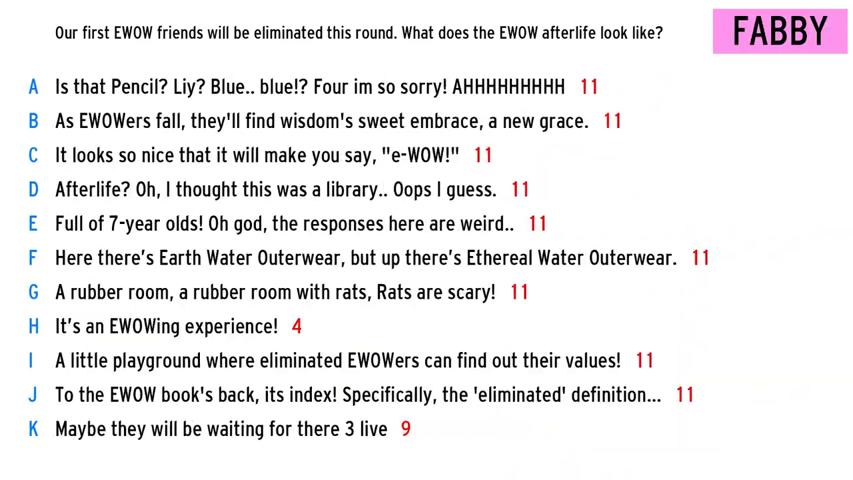 Our first EWOW friends will be eliminated this round. What does the EWOW afterlife look like?
FABBY
A Is that Pencil? Liy? Blue.. blue!? Four im so sorry! AHHHHHHHHH 11
B As EWOWers fall, they'll find wisdom's sweet embrace, a new grace. 11
C It looks so nice that it will make you say, "e-WOW!" 11
D Afterlife? Oh, I thought this was a library.. Oops I guess. 11
E Full of 7-year olds! Oh god, the responses here are weird.. 11
F Here there’s Earth Water Outerwear, but up there’s Ethereal Water Outerwear. 11
G A rubber room, a rubber room with rats, Rats are scary! 11
H It’s an EWOWing experience! 4
I A little playground where eliminated EWOWers can find out their values! 11
J To the EWOW book's back, its index! Specifically, the 'eliminated' definition... 11
K Maybe they will be waiting for there 3 live 9